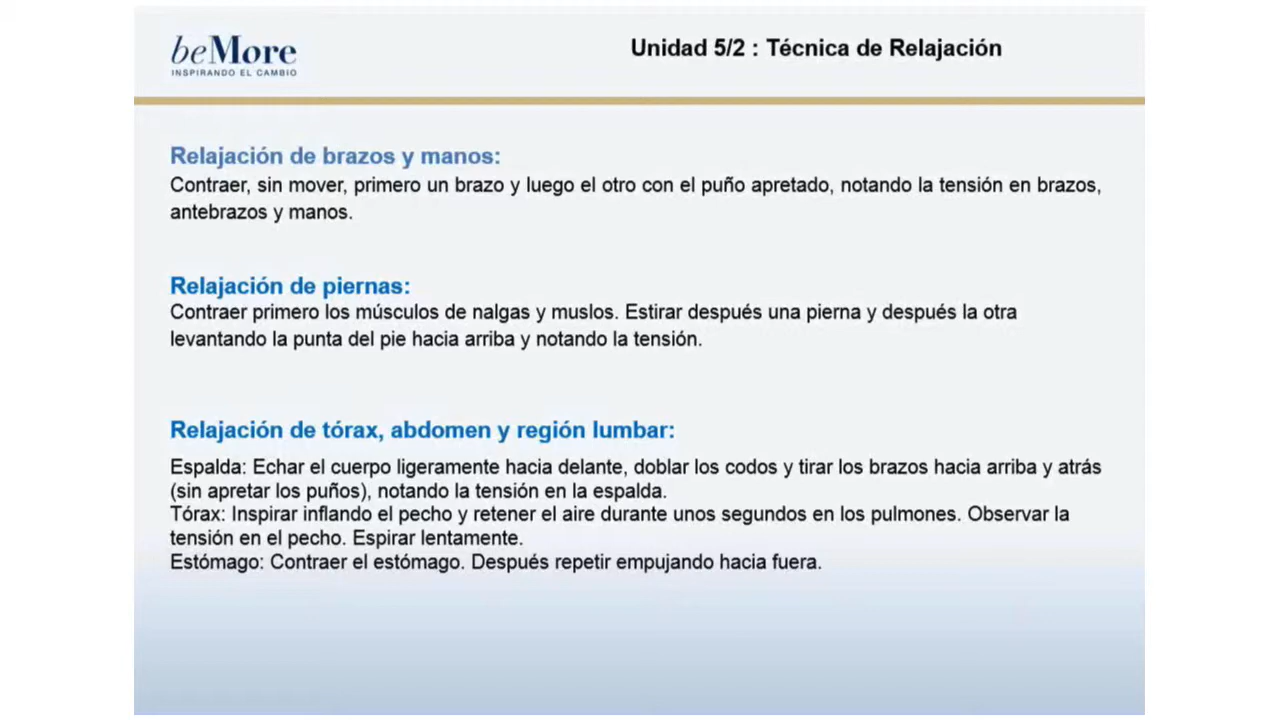 beMore
INSPIRANDO EL CAMBIO
Unidad 5/2 : Técnica de Relajación
Relajación de brazos y manos:
Contraer, sin mover, primero un brazo y luego el otro con el puño apretado, notando la tensión en brazos,
antebrazos y manos.
Relajación de piernas:
Contraer primero los músculos de nalgas y muslos. Estirar después una pierna y después la otra
levantando la punta del pie hacia arriba y notando la tensión.
Relajación de tórax, abdomen y región lumbar:
Espalda: Echar el cuerpo ligeramente hacia delante, doblar los codos y tirar los brazos hacia arriba y atrás
(sin apretar los puños), notando la tensión en la espalda.
Tórax: Inspirar inflando el pecho y retener el aire durante unos segundos en los pulmones. Observar la
tensión en el pecho. Espirar lentamente.
Estómago: Contraer el estómago. Después repetir empujando hacia fuera.